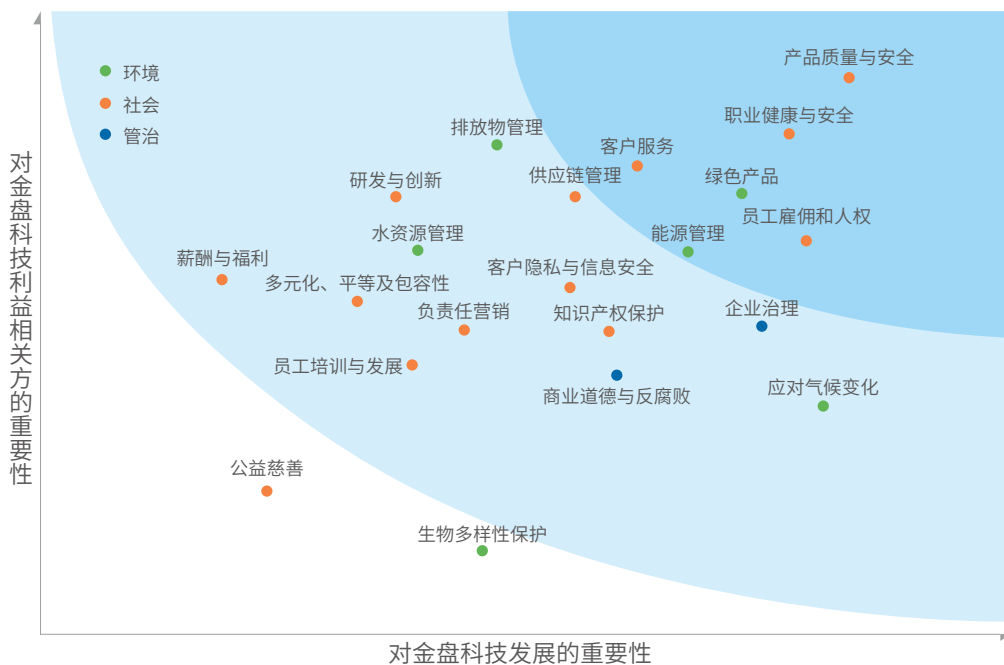 环境
社会
管治
产品质量与安全
职业健康与安全
排放物管理
客户服务
供应链管理
绿色产品
研发与创新
员工雇佣和人权
水资源管理
能源管理
薪酬与福利
客户隐私与信息安全
多元化、平等及包容性
负责任营销
知识产权保护
企业治理
员工培训与发展
商业道德与反腐败
应对气候变化
公益慈善
生物多样性保护
对金盘科技利益相关方的重要性
对金盘科技发展的重要性